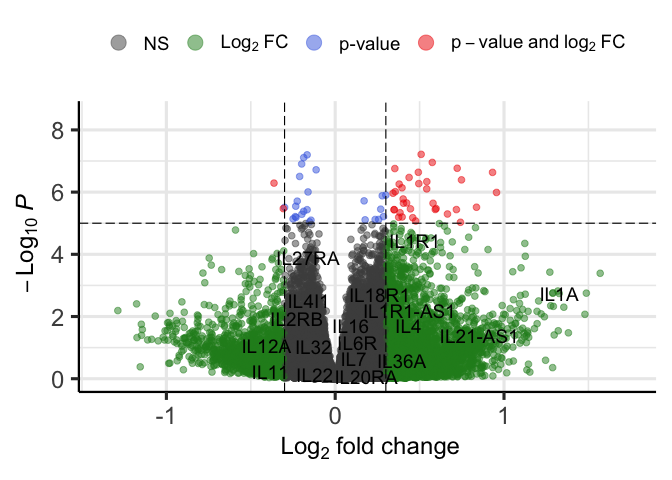 NS Log₂ FC p-value p – value and log₂ FC
8
6
4
2
0
– Log₁₀ P
IL1R1
IL27RA
IL1A
IL18R1
IL4I1
IL1R1-AS1
IL2RB
IL16
IL4
IL21-AS1
IL12A
IL32
IL6R
IL7
IL36A
IL11
IL22
IL20RA
-1 0 1
Log₂ fold change